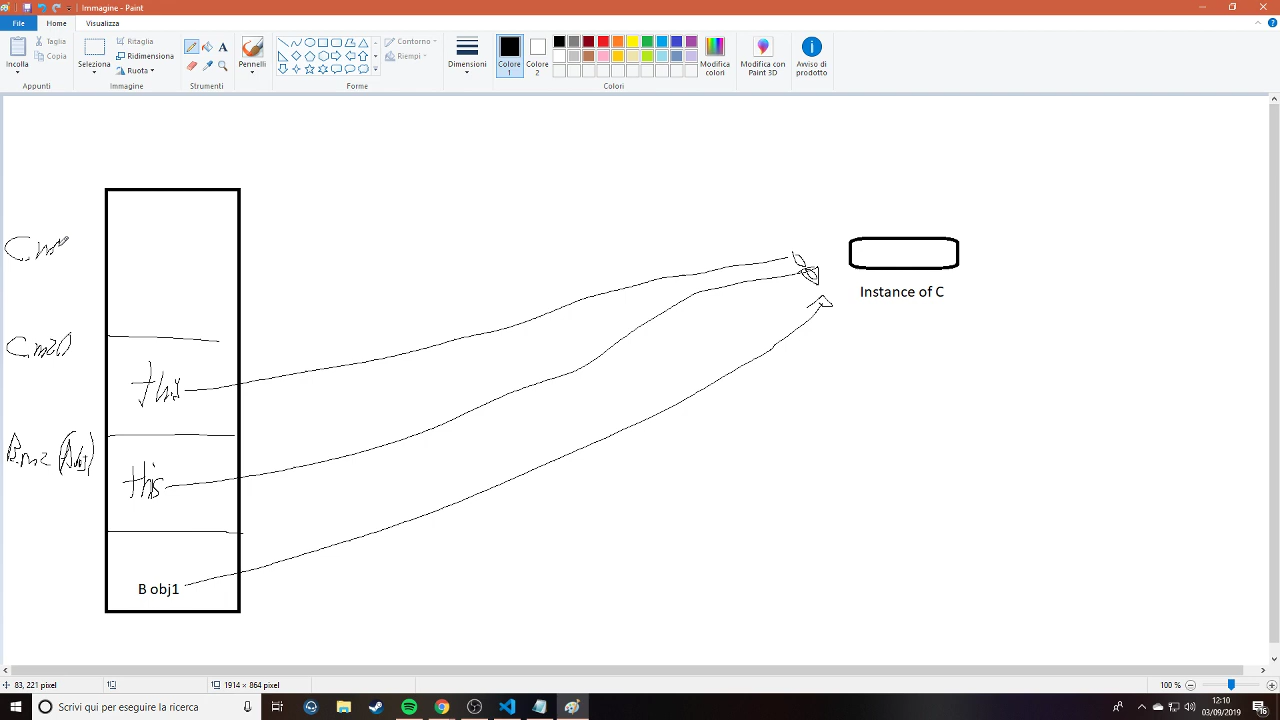 Immagine - Paint
File Home Visualizza
Incolla
Taglia
Copia
Appunti
Seleziona
Ritaglia
Ridimensiona
Ruota
Immagine
A
Strumenti
Pennelli
Contorno
Riempi
Forme
Dimensioni
Colore 1
Colore 2
Modifica colori
Colori
Modifica con Paint 3D
Avviso di prodotto
Instance of C
this
this
B obj1
83, 221 pixel
1914 × 864 pixel
100 %
Scrivi qui per eseguire la ricerca
12:10
03/09/2019